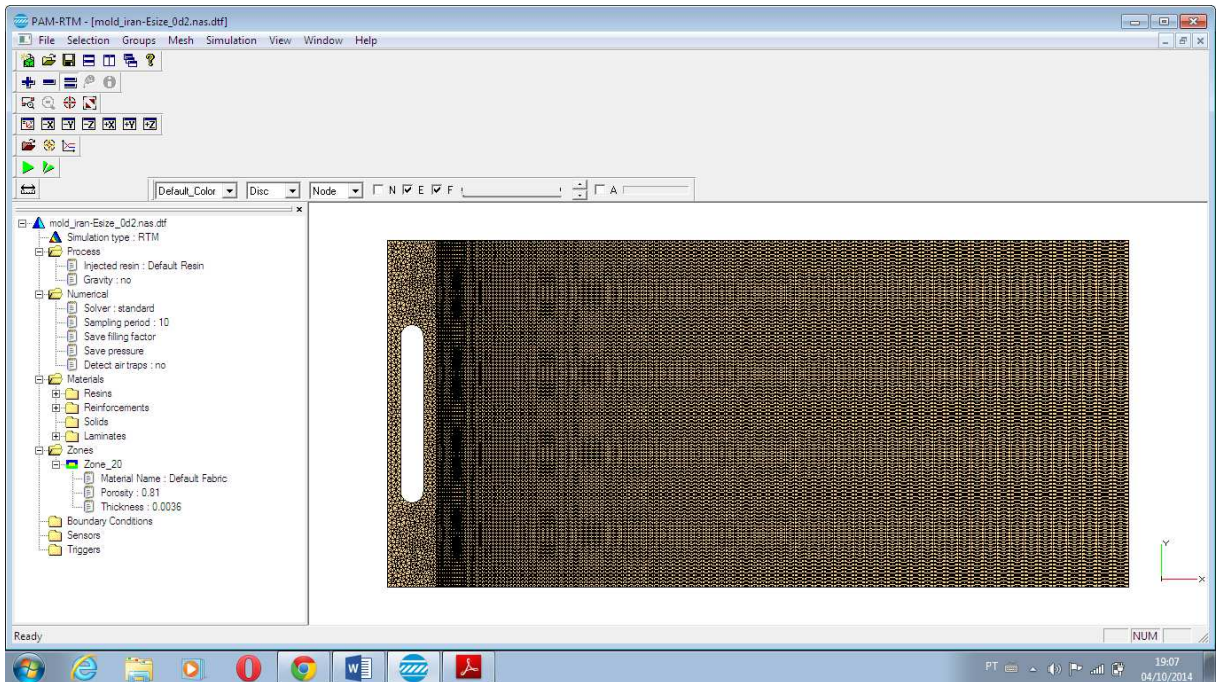 PAM-RTM - [mold_iran-Esize_0d2.nas.dtf]
File Selection Groups Mesh Simulation View Window Help
-X -Y -Z +X +Y +Z
Default_Color Disc Node N E F A
mold_iran-Esize_0d2.nas.dtf
Simulation type : RTM
Process
Injected resin : Default Resin
Gravity : no
Numerical
Solver : standard
Sampling period : 10
Save filling factor
Save pressure
Detect air traps : no
Materials
Resins
Reinforcements
Solids
Laminates
Zones
Zone_20
Material Name : Default Fabric
Porosity : 0.81
Thickness : 0.0036
Boundary Conditions
Sensors
Triggers
Y
X
Ready
NUM
PT
19:07
04/10/2014